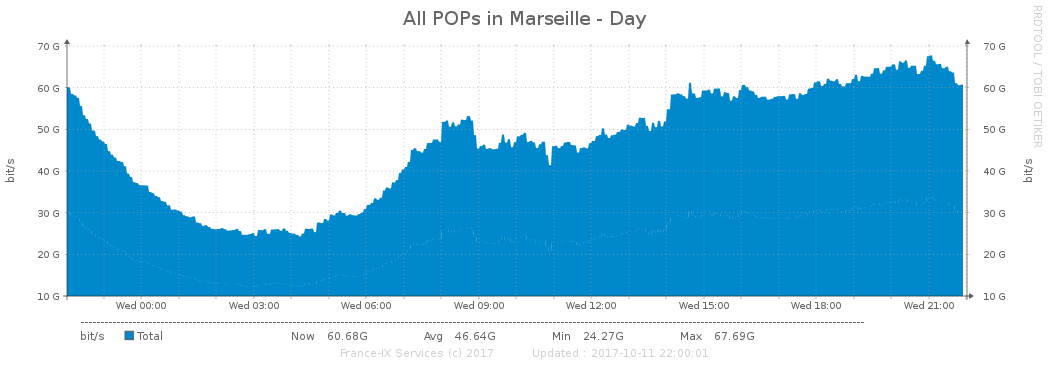 All POPs in Marseille - Day
RRDTOOL / TOBI OETIKER
70 G 70 G
60 G 60 G
50 G 50 G
40 G 40 G
30 G 30 G
20 G 20 G
10 G 10 G
bit/s
bit/s
Wed 00:00 Wed 03:00 Wed 06:00 Wed 09:00 Wed 12:00 Wed 15:00 Wed 18:00 Wed 21:00
bit/s Total Now 60.68G Avg 46.64G Min 24.27G Max 67.69G
France-IX Services (c) 2017 Updated : 2017-10-11 22:00:01